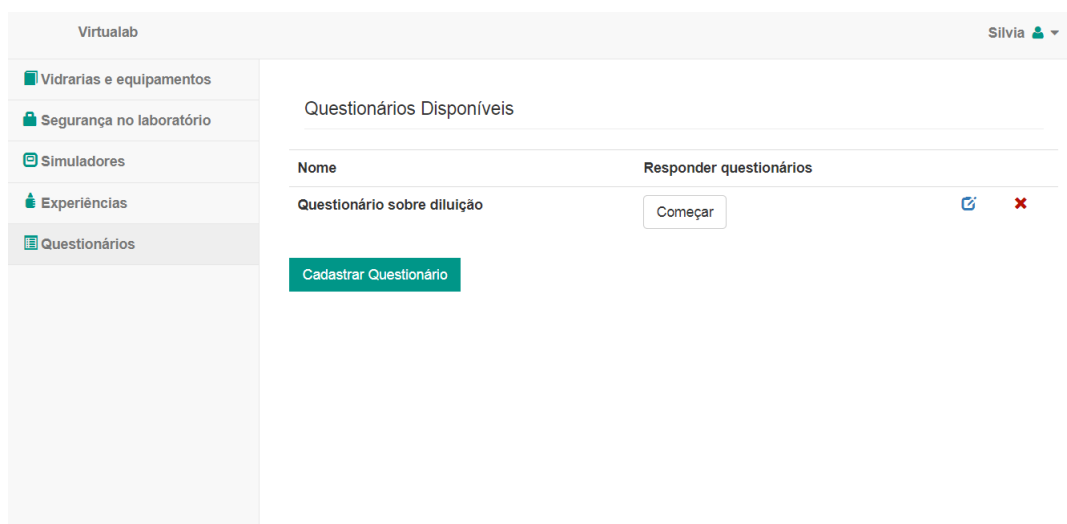 Virtualab
Silvia
Vidrarias e equipamentos
Segurança no laboratório
Simuladores
Experiências
Questionários
Questionários Disponíveis
Nome Responder questionários
Questionário sobre diluição Começar
Cadastrar Questionário